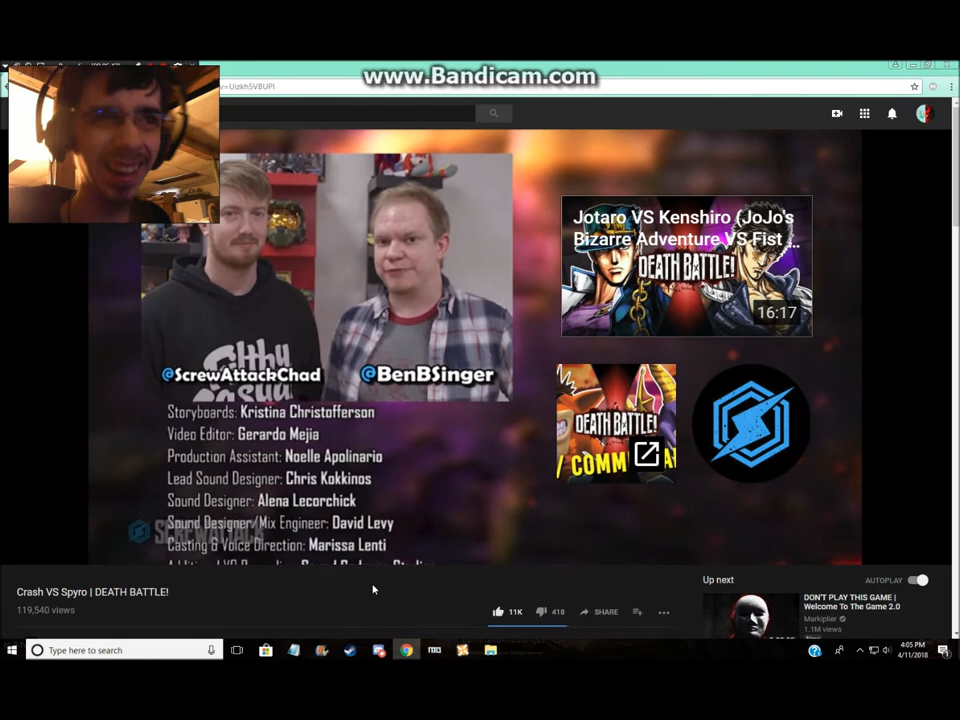 www.Bandicam.com
v=Uizkh5VBUPI
Jotaro VS Kenshiro (JoJo's
Bizarre Adventure VS Fist ...
DEATH BATTLE!
16:17
Filthy
Casual
@ScrewAttackChad
@BenBSinger
DEATH BATTLE!
Storyboards: Kristina Christofferson
Video Editor: Gerardo Mejia
Production Assistant: Noelle Apolinario
Lead Sound Designer: Chris Kokkinos
Sound Designer: Alena Lecorchick
Sound Designer/Mix Engineer: David Levy
SCREWATTACK
Casting & Voice Direction: Marissa Lenti
Crash VS Spyro | DEATH BATTLE!
119,540 views
11K
418
SHARE
Up next
AUTOPLAY
DON'T PLAY THIS GAME |
Welcome To The Game 2.0
Markiplier
1.1M views
Type here to search
4:05 PM
4/11/2018